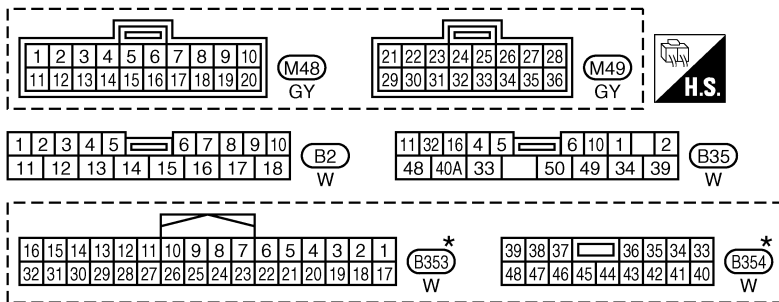 1 2 3 4 5 6 7 8 9 10
11 12 13 14 15 16 17 18 19 20
M48
GY
21 22 23 24 25 26 27 28
29 30 31 32 33 34 35 36
M49
GY
H.S.
1 2 3 4 5 6 7 8 9 10
11 12 13 14 15 16 17 18
B2
W
11 32 16 4 5 6 10 1 2
48 40A 33 50 49 34 39
B35
W
16 15 14 13 12 11 10 9 8 7 6 5 4 3 2 1
32 31 30 29 28 27 26 25 24 23 22 21 20 19 18 17
*
B353
W
39 38 37 36 35 34 33
48 47 46 45 44 43 42 41 40
*
B354
W